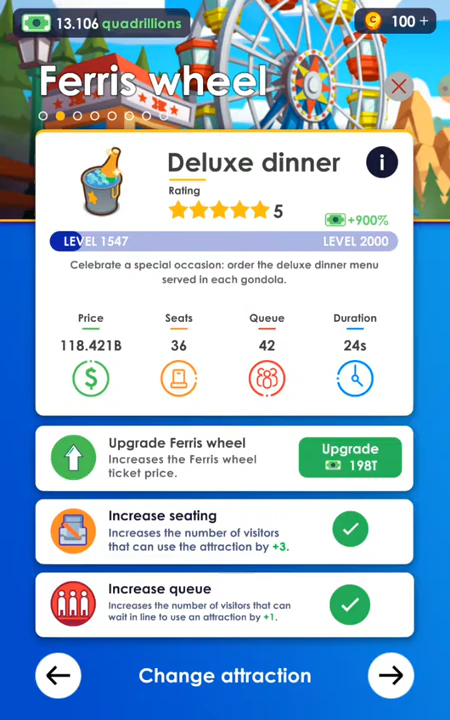 13.106 quadrillions
100 +
Ferris wheel
Deluxe dinner
i
Rating
5
+900%
LEVEL 1547
LEVEL 2000
Celebrate a special occasion: order the deluxe dinner menu
served in each gondola.
Price
Seats
Queue
Duration
118.421B
36
42
24s
$
Upgrade Ferris wheel
Increases the Ferris wheel
ticket price.
Upgrade
198T
Increase seating
Increases the number of visitors
that can use the attraction by +3.
Increase queue
Increases the number of visitors that can
wait in line to use an attraction by +1.
Change attraction